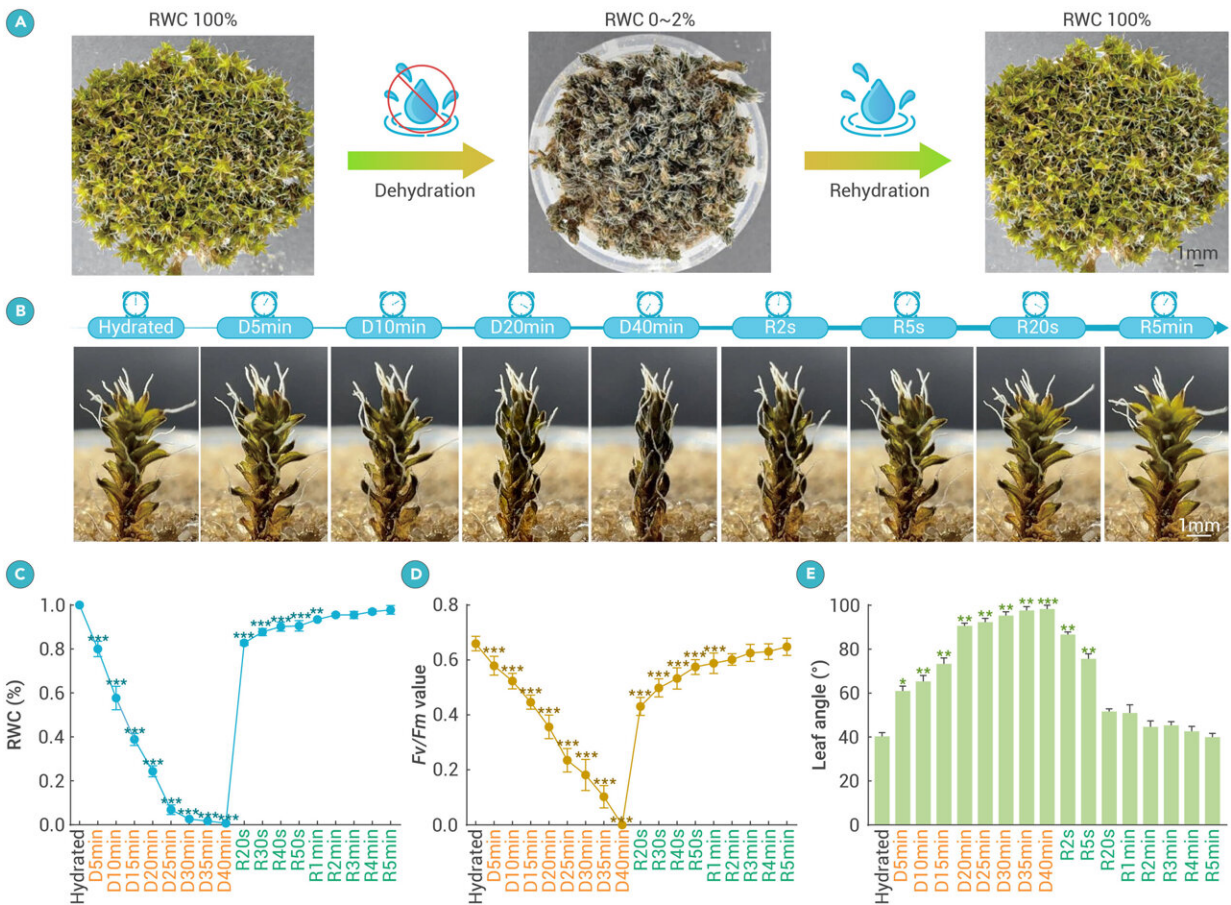 A
RWC 100%
RWC 0~2%
RWC 100%
Dehydration
Rehydration
1mm
B
Hydrated
D5min
D10min
D20min
D40min
R2s
R5s
R20s
R5min
1mm
C
RWC (%)
1.0
0.8
0.6
0.4
0.2
0.0
***
***
***
***
***
***
***
***
***
***
***
***
**
Hydrated
D5min
D10min
D15min
D20min
D25min
D30min
D35min
D40min
R20s
R30s
R40s
R50s
R1min
R2min
R3min
R4min
R5min
D
Fv/Fm value
0.8
0.6
0.4
0.2
0.0
***
***
***
***
***
***
***
***
***
***
***
***
***
Hydrated
D5min
D10min
D15min
D20min
D25min
D30min
D35min
D40min
R20s
R30s
R40s
R50s
R1min
R2min
R3min
R4min
R5min
E
Leaf angle (°)
100
80
60
40
20
0
*
**
**
**
**
**
**
***
**
**
Hydrated
D5min
D10min
D15min
D20min
D25min
D30min
D35min
D40min
R2s
R5s
R20s
R1min
R2min
R3min
R4min
R5min